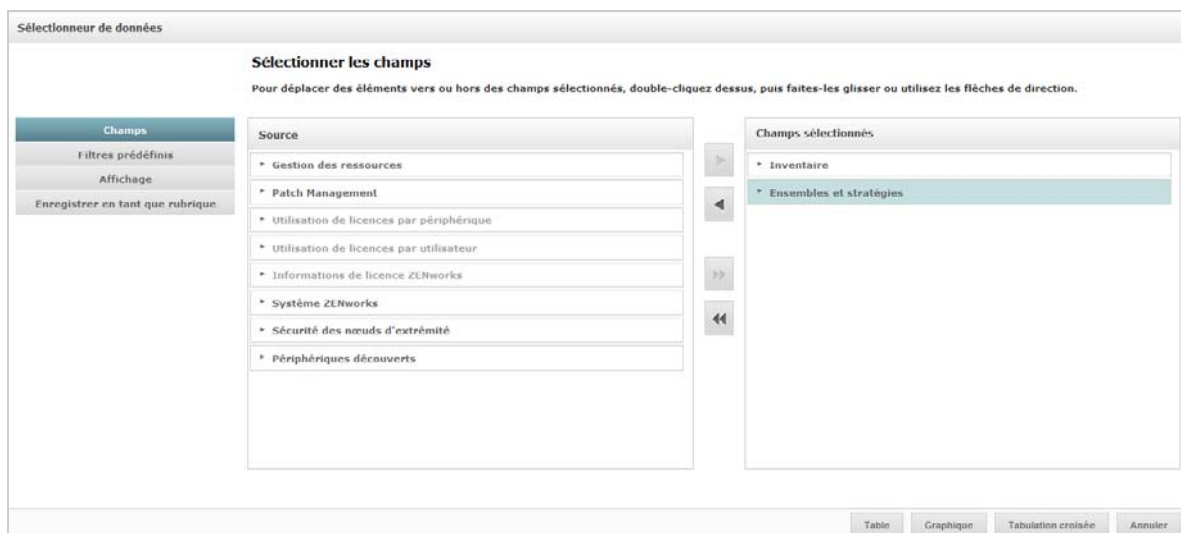 Sélectionneur de données
Sélectionner les champs
Pour déplacer des éléments vers ou hors des champs sélectionnés, double-cliquez dessus, puis faites-les glisser ou utilisez les flèches de direction.
Champs
Filtres prédéfinis
Affichage
Enregistrer en tant que rubrique
Source
Gestion des ressources
Patch Management
Utilisation de licences par périphérique
Utilisation de licences par utilisateur
Informations de licence ZENworks
Système ZENworks
Sécurité des nœuds d'extrémité
Périphériques découverts
Champs sélectionnés
Inventaire
Ensembles et stratégies
Table
Graphique
Tabulation croisée
Annuler